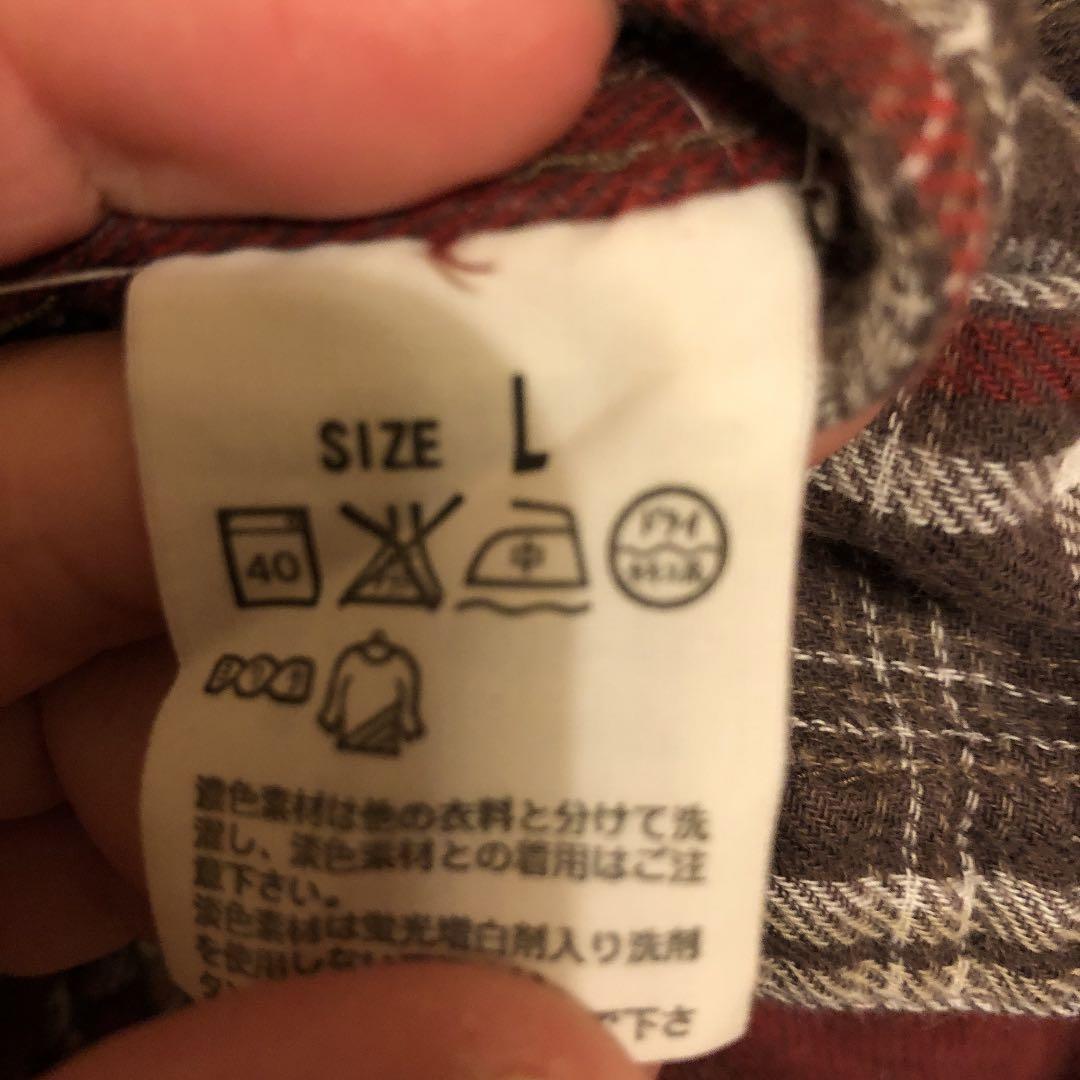 SIZE L
40 中 ドライ
濃色素材は他の衣料と分けて洗
濯し、淡色素材との着用はご注
意下さい。
淡色素材は蛍光増白剤入り洗剤
を使用しない
で下さ